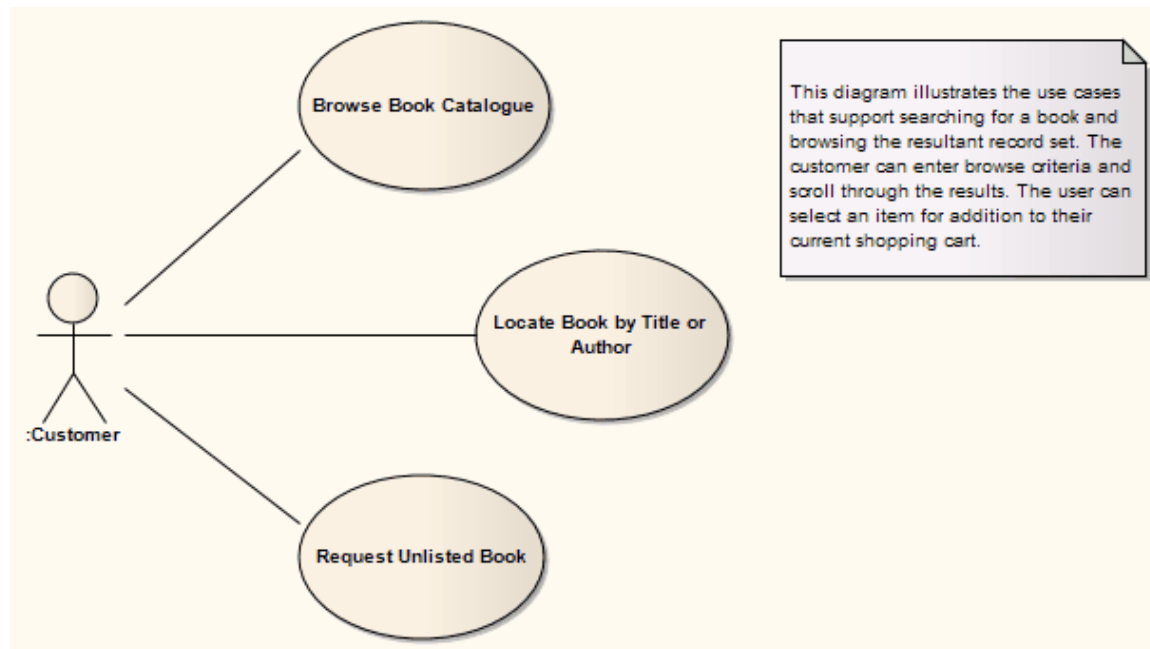 Browse Book Catalogue
This diagram illustrates the use cases
that support searching for a book and
browsing the resultant record set. The
customer can enter browse criteria and
scroll through the results. The user can
select an item for addition to their
current shopping cart.
Locate Book by Title or
Author
:Customer
Request Unlisted Book